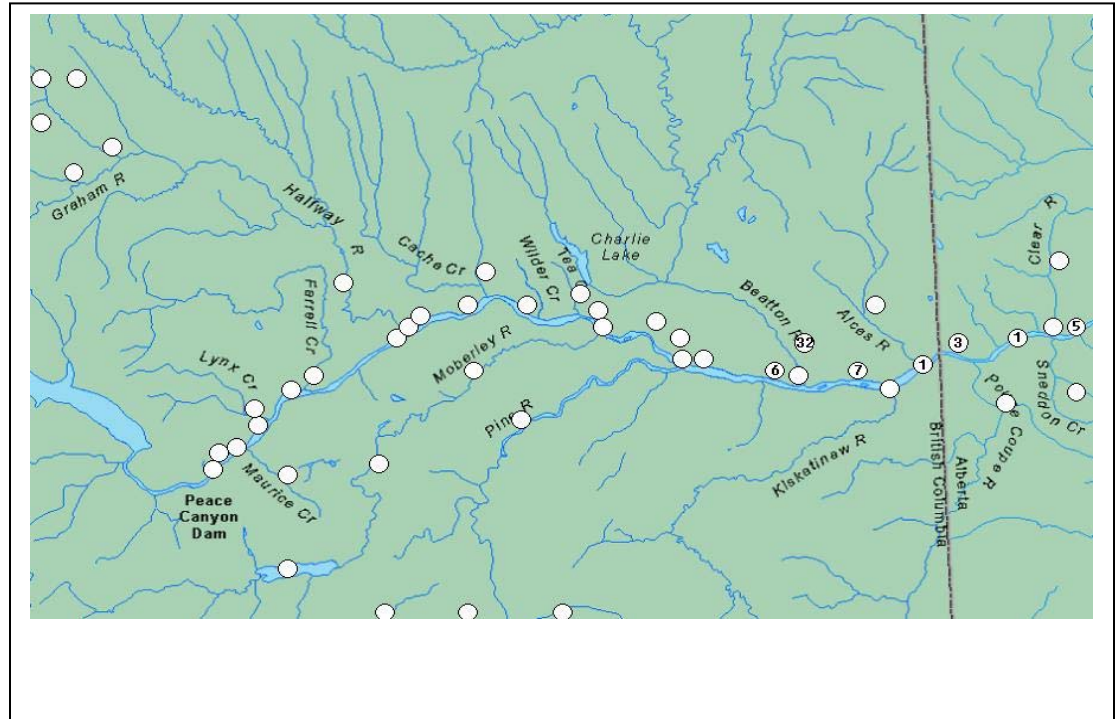 Graham R
Halfway R
Cache Cr
Wilder Cr
Tea
Charlie
Lake
Farrell Cr
Lynx Cr
Moberley R
Beatton R
Alces R
Clear R
32
6
7
1
3
1
5
Pine R
Maurice Cr
Kiskatinaw R
Pouce Coupe R
Sneddon Cr
British Columbia
Alberta
Peace
Canyon
Dam